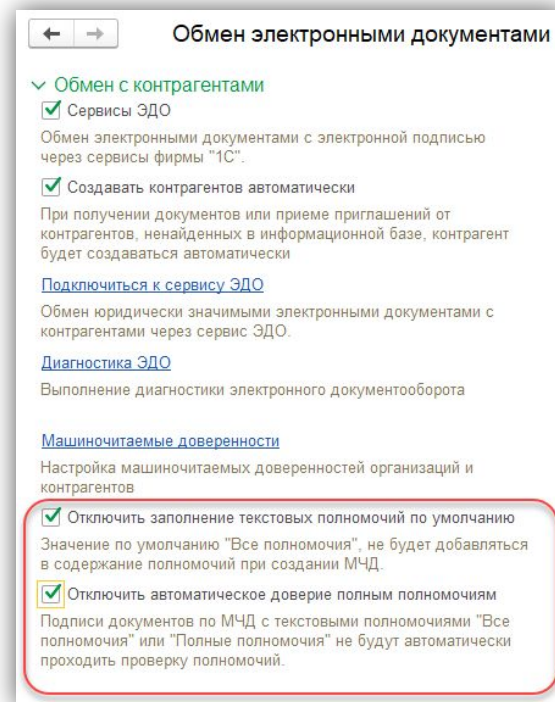 Обмен электронными документами
Обмен с контрагентами
Сервисы ЭДО
Обмен электронными документами с электронной подписью
через сервисы фирмы "1С".
Создавать контрагентов автоматически
При получении документов или приеме приглашений от
контрагентов, ненайденных в информационной базе, контрагент
будет создаваться автоматически
Подключиться к сервису ЭДО
Обмен юридически значимыми электронными документами с
контрагентами через сервис ЭДО.
Диагностика ЭДО
Выполнение диагностики электронного документооборота
Машиночитаемые доверенности
Настройка машиночитаемых доверенностей организаций и
контрагентов
Отключить заполнение текстовых полномочий по умолчанию
Значение по умолчанию "Все полномочия", не будет добавляться
в содержание полномочий при создании МЧД.
Отключить автоматическое доверие полным полномочиям
Подписи документов по МЧД с текстовыми полномочиями "Все
полномочия" или "Полные полномочия" не будут автоматически
проходить проверку полномочий.